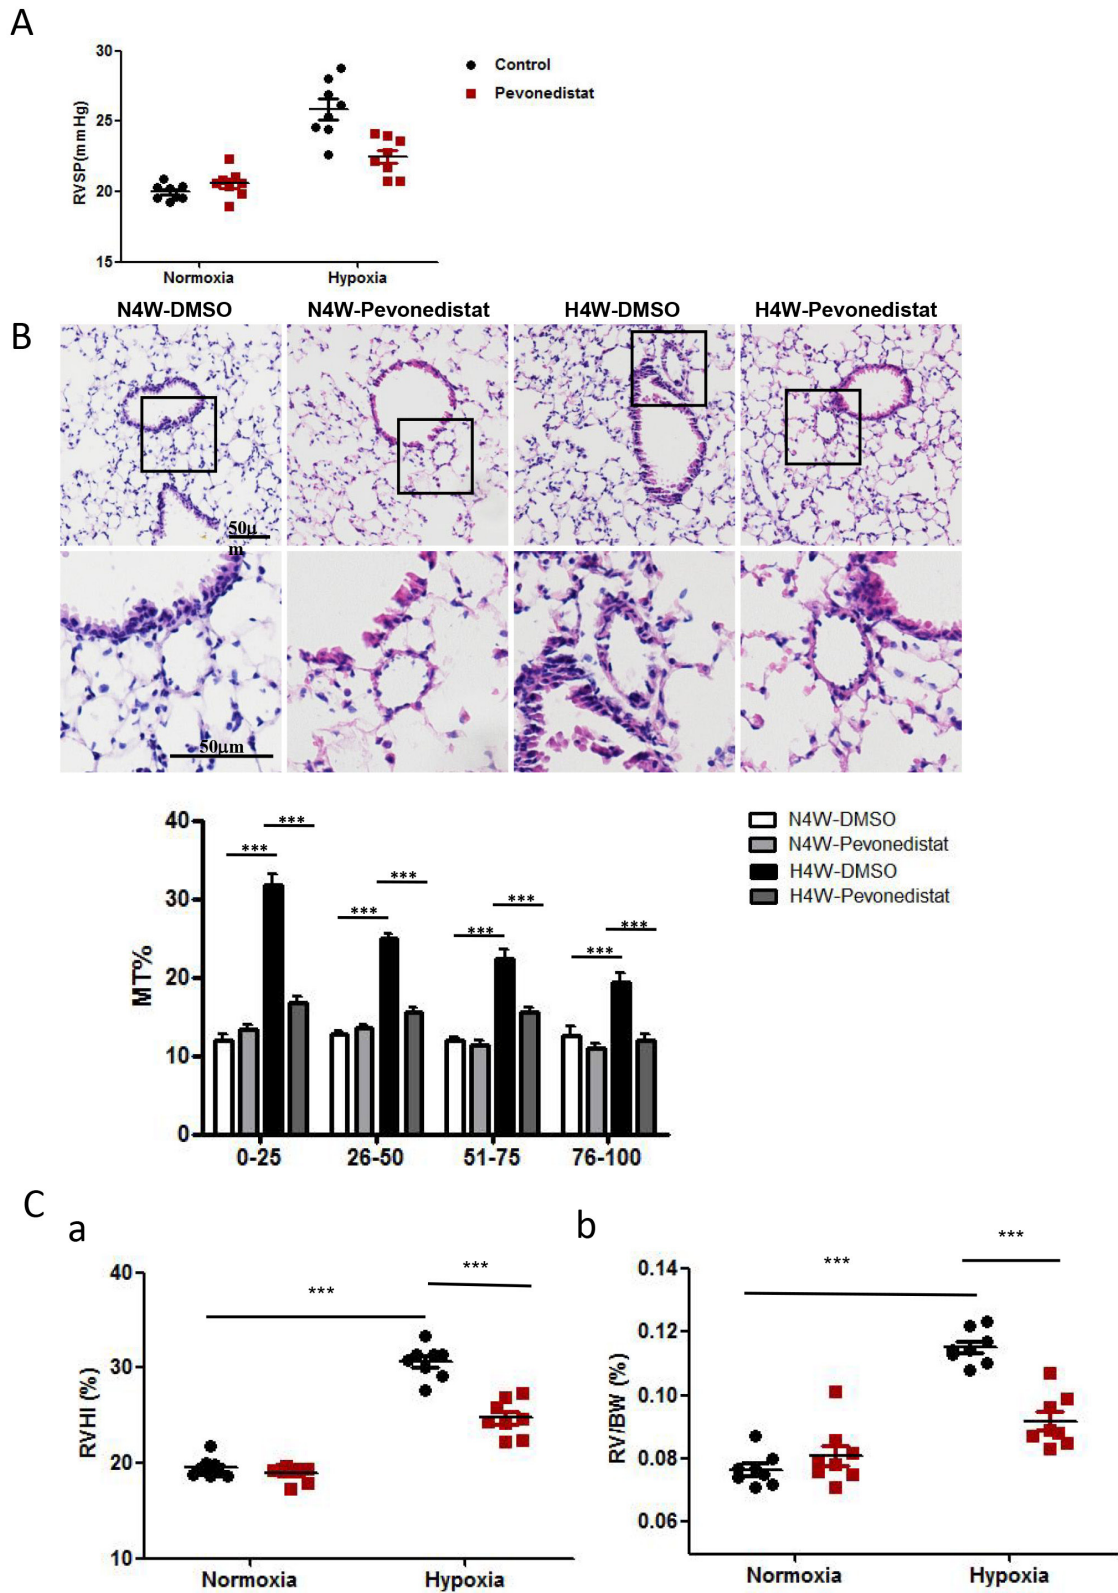 A
30
25
20
15
RVSP(mmHg)
Normoxia
Hypoxia
Control
Pevonedistat
B
N4W-DMSO
N4W-Pevonedistat
H4W-DMSO
H4W-Pevonedistat
50μ
m
50μm
40
30
20
10
0
MT%
***
***
***
***
***
***
***
***
0-25
26-50
51-75
76-100
N4W-DMSO
N4W-Pevonedistat
H4W-DMSO
H4W-Pevonedistat
C
a
40
30
20
10
RVHI (%)
***
***
Normoxia
Hypoxia
b
0.14
0.12
0.10
0.08
0.06
RV/BW (%)
***
***
Normoxia
Hypoxia